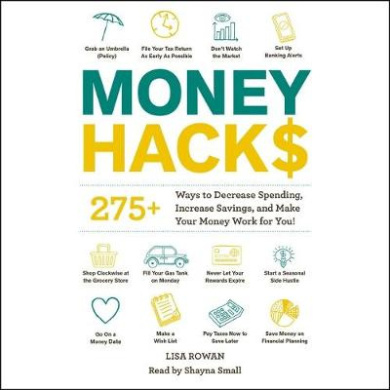 Grab an Umbrella
(Policy)
File Your Tax Return
As Early As Possible
Don't Watch
the Market
Set Up
Banking Alerts
MONEY
HACK$
275+
Ways to Decrease Spending,
Increase Savings, and Make
Your Money Work for You!
Shop Clockwise at
the Grocery Store
Fill Your Gas Tank
on Monday
Never Let Your
Rewards Expire
Start a Seasonal
Side Hustle
Go On a
Money Date
Make a
Wish List
Pay Taxes Now to
Save Later
Save Money on
Financial Planning
LISA ROWAN
Read by Shayna Small